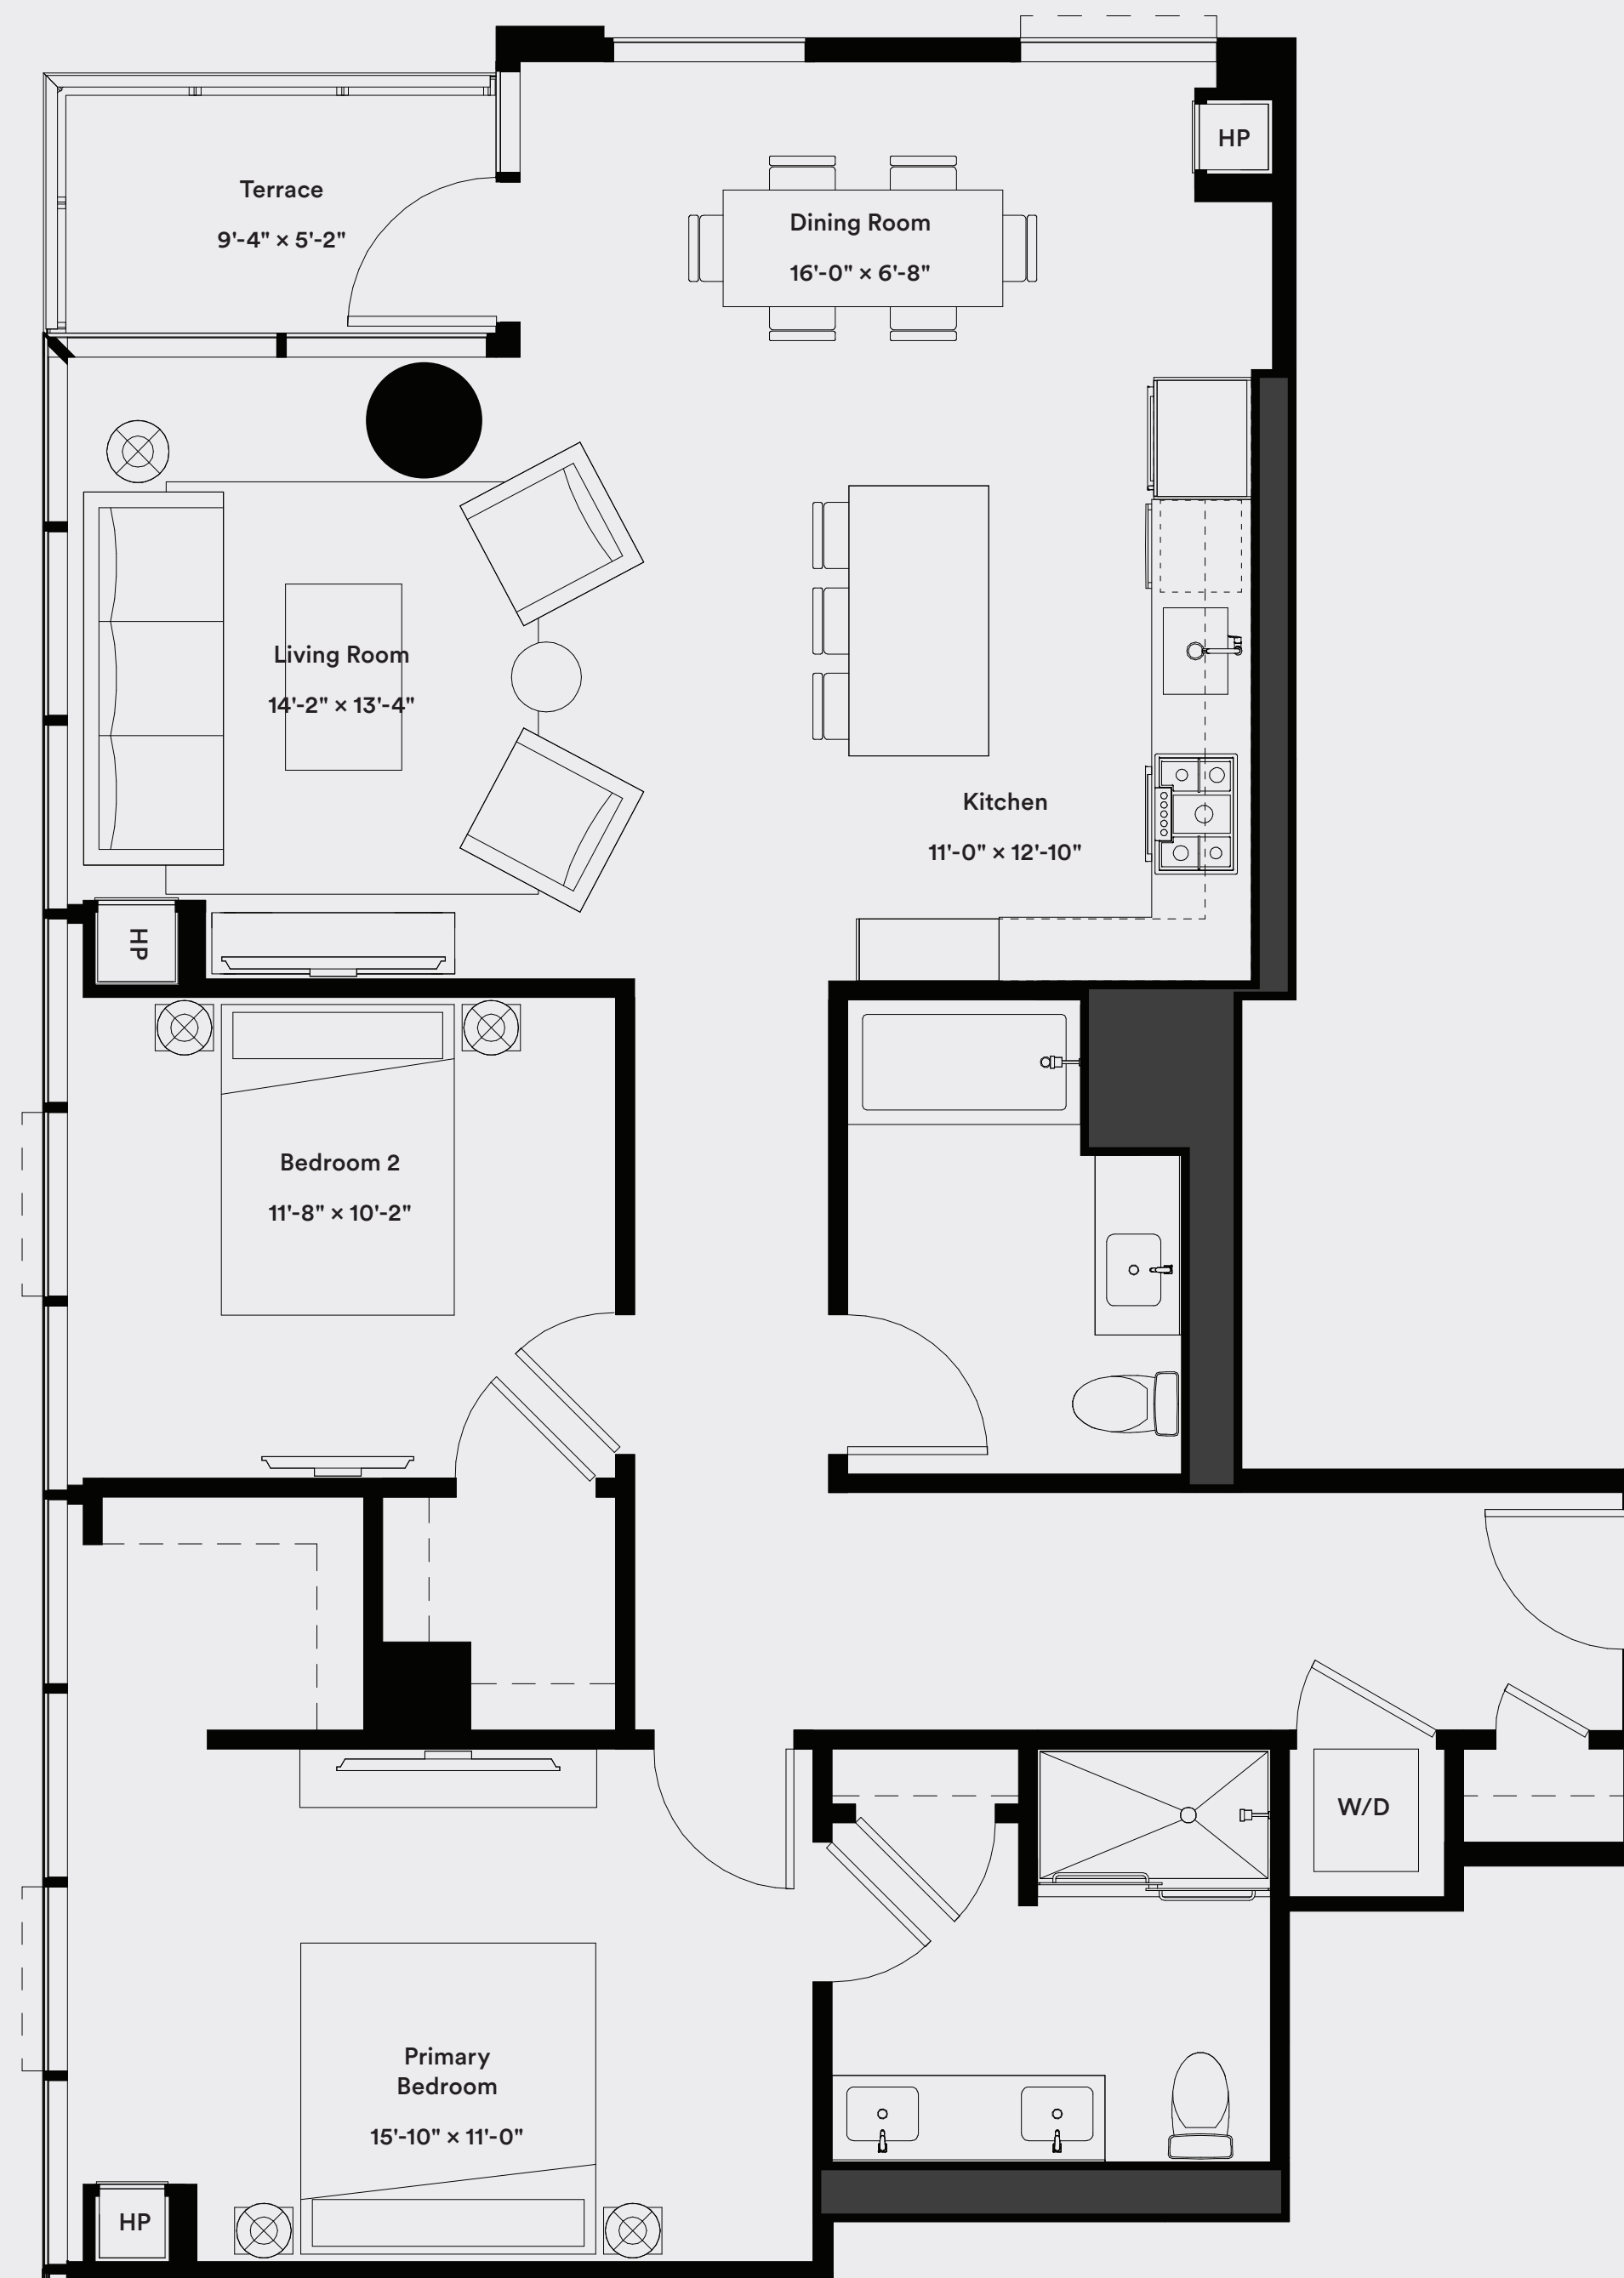 HP
Terrace
9'-4" × 5'-2"
Dining Room
16'-0" × 6'-8"
Living Room
14'-2" × 13'-4"
Kitchen
11'-0" × 12'-10"
HP
Bedroom 2
11'-8" × 10'-2"
W/D
Primary
Bedroom
15'-10" × 11'-0"
HP